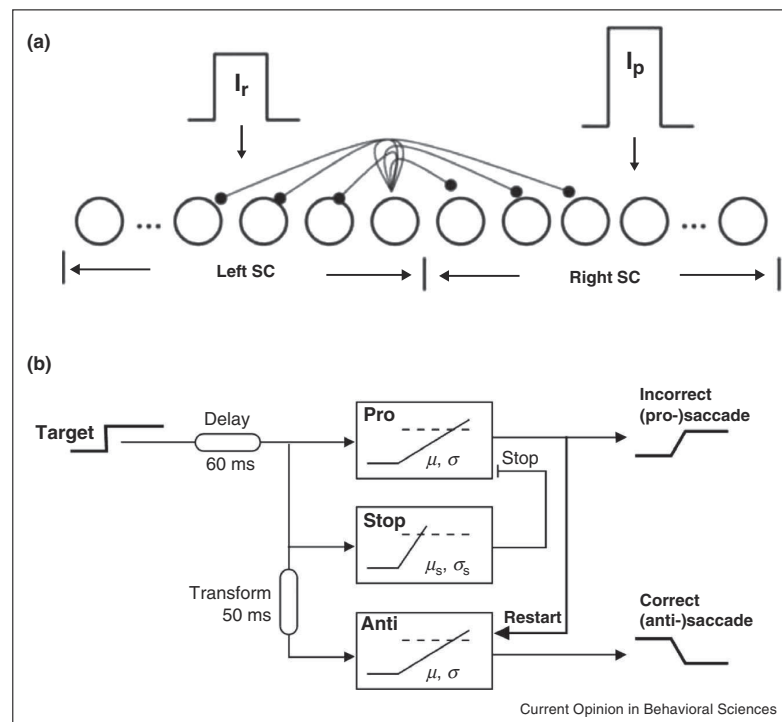 (a)
I_r
I_p
... ...
Left SC
Right SC
(b)
Target
Delay
60 ms
Pro
μ, σ
Stop
Incorrect
(pro-)saccade
Stop
μ_s, σ_s
Transform
50 ms
Anti
μ, σ
Restart
Correct
(anti-)saccade
Current Opinion in Behavioral Sciences